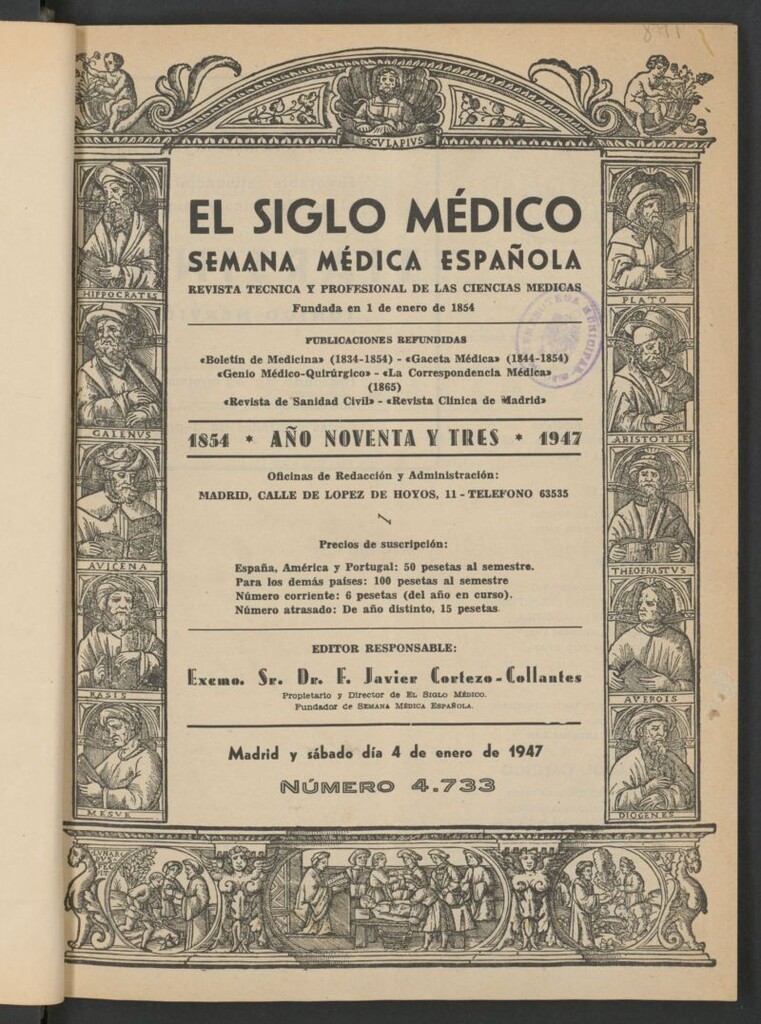 ESCVLAPIVS
EL SIGLO MÉDICO
SEMANA MÉDICA ESPAÑOLA
REVISTA TECNICA Y PROFESIONAL DE LAS CIENCIAS MEDICAS
Fundada en 1 de enero de 1854
PUBLICACIONES REFUNDIDAS
«Boletín de Medicina» (1834-1854) - «Gaceta Médica» (1844-1854)
«Genio Médico-Quirúrgico» - «La Correspondencia Médica»
(1865)
«Revista de Sanidad Civil» - «Revista Clínica de Madrid»
1854 * AÑO NOVENTA Y TRES * 1947
Oficinas de Redacción y Administración:
MADRID, CALLE DE LOPEZ DE HOYOS, 11 - TELEFONO 63535
Precios de suscripción:
España, América y Portugal: 50 pesetas al semestre.
Para los demás países: 100 pesetas al semestre
Número corriente: 6 pesetas (del año en curso).
Número atrasado: De año distinto, 15 pesetas.
EDITOR RESPONSABLE:
Excmo. Sr. Dr. F. Javier Cortezo-Collantes
Propietario y Director de EL SIGLO MÉDICO.
Fundador de SEMANA MÉDICA ESPAÑOLA.
Madrid y sábado día 4 de enero de 1947
NÚMERO 4.733
HIPPOCRATES
GALENVS
AVICENA
RASIS
MESVE
PLATO
ARISTOTELES
THEOFRASTVS
AVEROIS
DIOGENES
HEMEROTECA MUNICIPAL